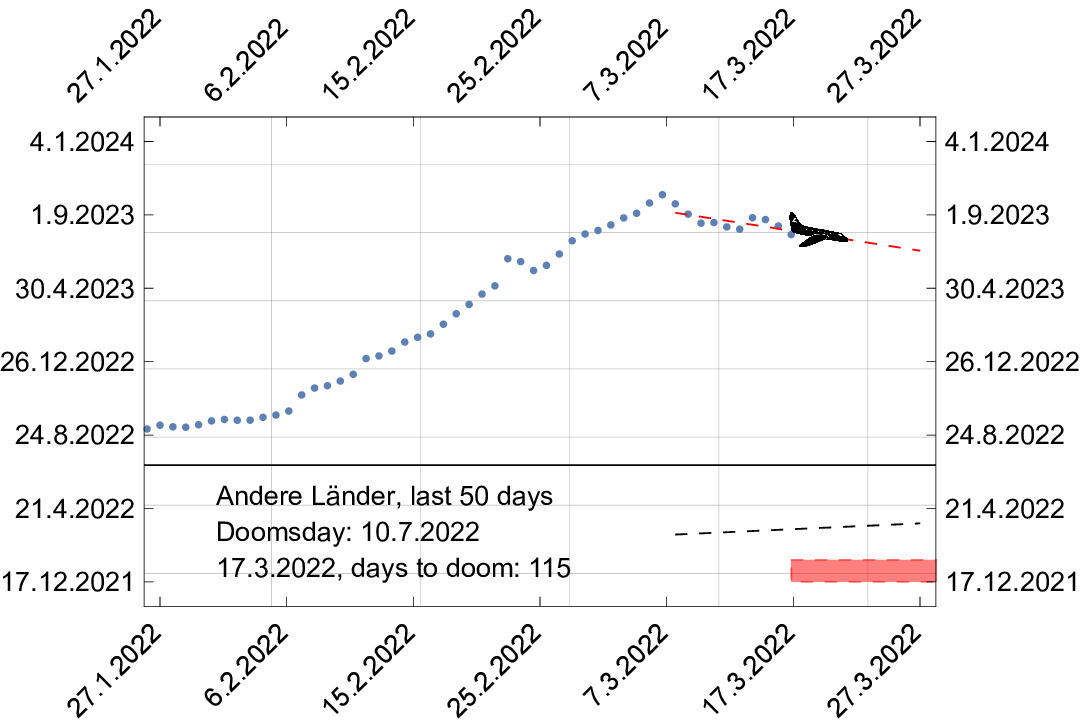 27.1.2022 6.2.2022 15.2.2022 25.2.2022 7.3.2022 17.3.2022 27.3.2022
4.1.2024 4.1.2024
1.9.2023 1.9.2023
30.4.2023 30.4.2023
26.12.2022 26.12.2022
24.8.2022 24.8.2022
Andere Länder, last 50 days
21.4.2022 21.4.2022
Doomsday: 10.7.2022
17.3.2022, days to doom: 115
17.12.2021 17.12.2021
27.1.2022 6.2.2022 15.2.2022 25.2.2022 7.3.2022 17.3.2022 27.3.2022